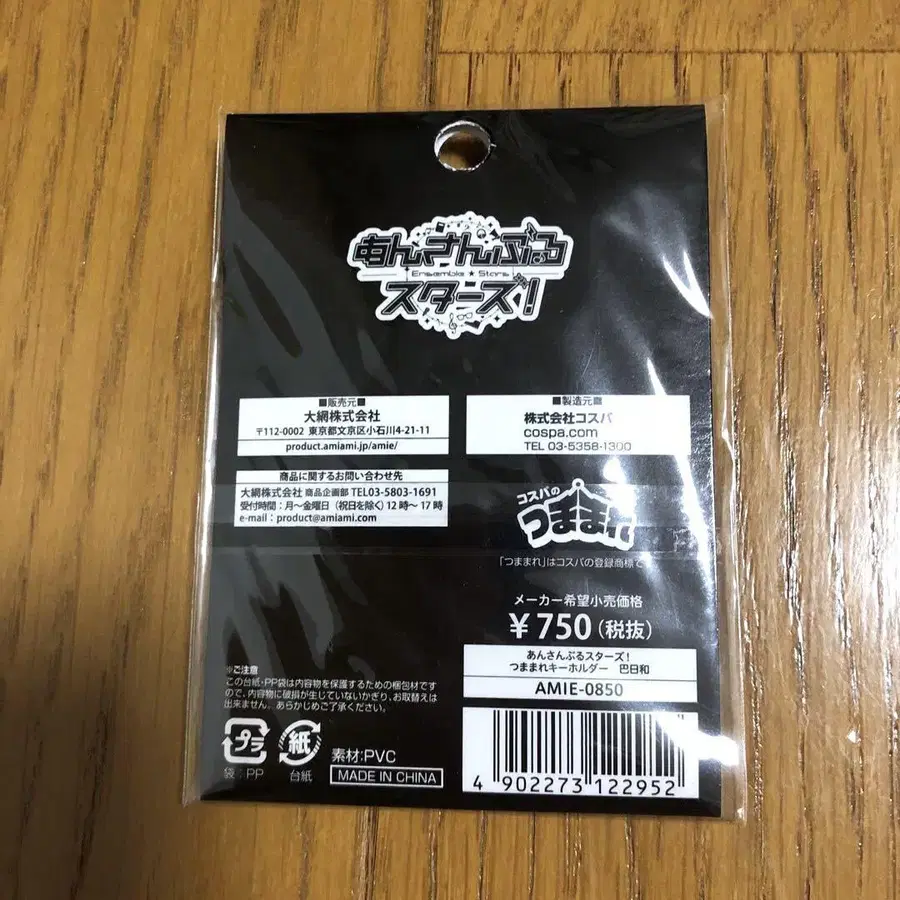 あんさんぶる
Ensemble★Stars
スターズ!
■販売元■
大網株式会社
〒112-0002 東京都文京区小石川4-21-11
product.amiami.jp/amie/
■製造元■
株式会社コスパ
cospa.com
TEL 03-5358-1300
商品に関するお問い合わせ先
大網株式会社 商品企画部 TEL03-5803-1691
受付時間：月～金曜日（祝日を除く）12時～17時
e-mail：product@amiami.com
コスパの
つままれ
「つままれ」はコスパの登録商標で
メーカー希望小売価格
¥750(税抜)
あんさんぶるスターズ！
つままれキーホルダー 巴日和
AMIE-0850
4 902273 122952
※ご注意
この台紙・PP袋は内容物を保護するための梱包材です
ので、内容物に破損が生じていないかぎり、お取替えは
出来ません。あらかじめご了承ください。
プラ
袋：PP
紙
台紙
素材:PVC
MADE IN CHINA